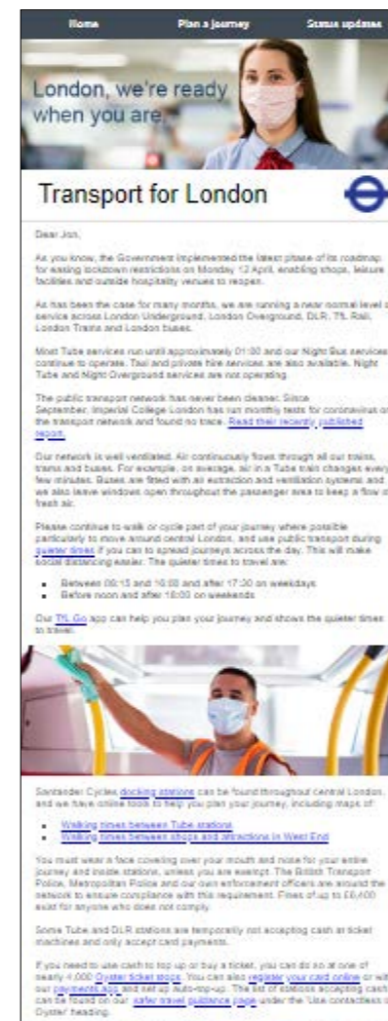 Home Plan a journey Status updates
London, we're ready
when you are.
Transport for London
Dear Jon,
As you know, the Government implemented the latest phase of its roadmap
for easing lockdown restrictions on Monday 12 April, enabling shops, leisure
facilities and outside hospitality venues to reopen.
As has been the case for many months, we are running a near normal level
service across London Underground, London Overground, DLR, TfL Rail,
London Trams and London buses.
Most Tube services run until approximately 01:00 and our Night Bus services
continue to operate. Taxi and private hire services are also available. Night
Tube and Night Overground services are not operating.
The public transport network has never been cleaner. Since
September, Imperial College London has run monthly tests for coronavirus on
the transport network and found no trace. Read their recently published
report.
Our network is well ventilated. Air continuously flows through all our trains,
trams and buses. For example, on average, air in a Tube train changes every
few minutes. Buses are fitted with air extraction and ventilation systems and
we also leave windows open throughout the passenger area to keep a flow
fresh air.
Please continue to walk or cycle part of your journey where possible
particularly to move around central London, and use public transport during
quieter times if you can to spread journeys across the day. This will make
social distancing easier. The quieter times to travel are:
• Between 08:15 and 16:00 and after 17:30 on weekdays
• Before noon and after 18:00 on weekends
Our TfL Go app can help you plan your journey and shows the quieter times
to travel.
Santander Cycles docking stations can be found throughout central London,
and we have online tools to help you plan your journey, including maps of:
• Walking times between Tube stations
• Walking times between shops and attractions in West End
You must wear a face covering over your mouth and nose for your entire
journey and inside stations, unless you are exempt. The British Transport
Police, Metropolitan Police and our own enforcement officers are around the
network to ensure compliance with this requirement. Fines of up to £6,400
exist for anyone who does not comply.
Some Tube and DLR stations are temporarily not accepting cash at ticket
machines and only accept card payments.
If you need to use cash to top up or buy a ticket, you can do so at one of
nearly 4,000 Oyster ticket stops. You can also register your card online or with
our payments app and set up auto-top-up. The list of stations accepting cash
can be found on our safer travel guidance page under the 'Use contactless
Oyster' heading.